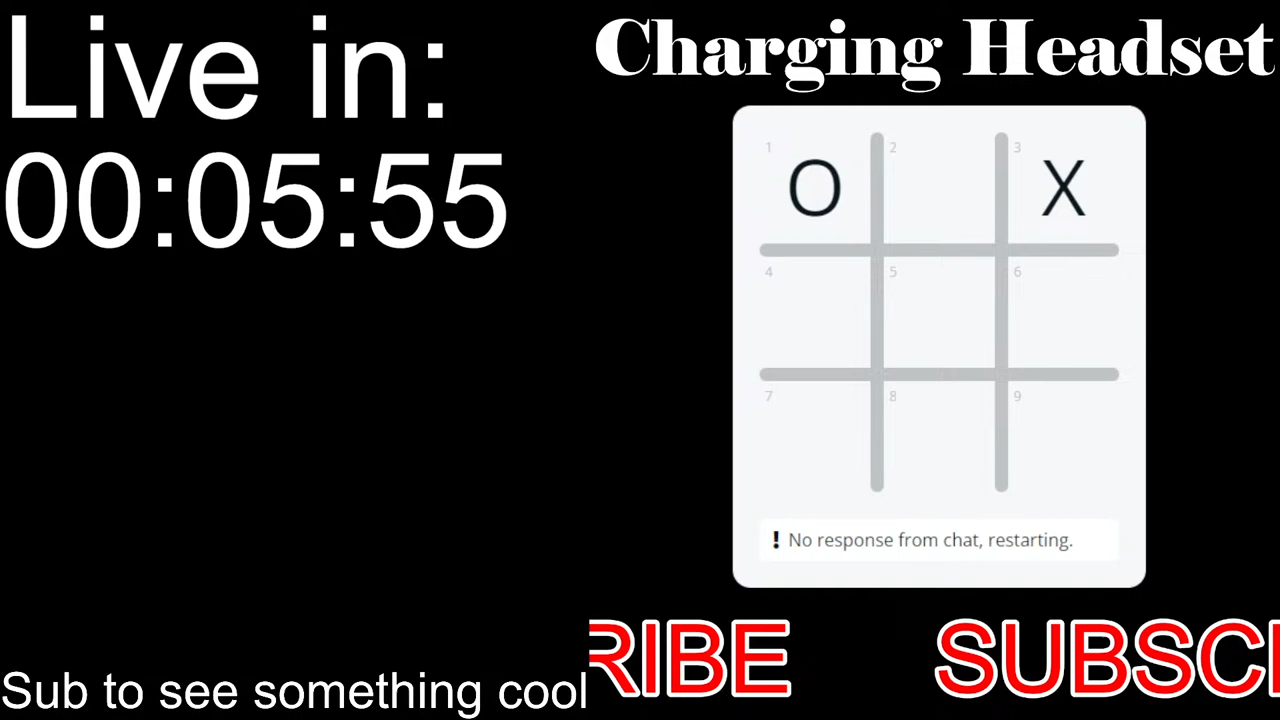 Live in:
00:05:55
Charging Headset
1 2 3
O X
4 5 6
7 8 9
! No response from chat, restarting.
RIBE SUBSCI
Sub to see something cool